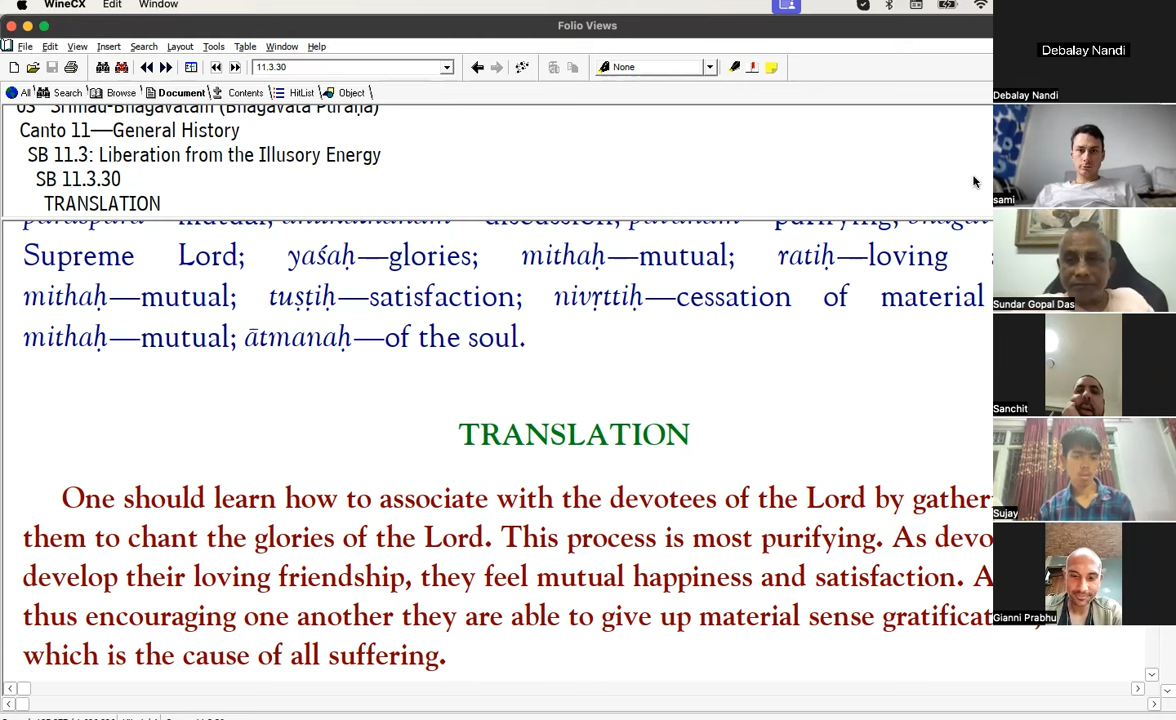 WineCX Edit Window
Folio Views
File Edit View Insert Search Layout Tools Table Window Help
11.3.30 None
All Search Browse Document Contents HitList Object
03 Srimad-Bhagavatam (Bhāgavata Purāṇa)
Canto 11—General History
SB 11.3: Liberation from the Illusory Energy
SB 11.3.30
TRANSLATION
Supreme Lord; yaśaḥ—glories; mithaḥ—mutual; ratiḥ—loving
mithaḥ—mutual; tuṣṭiḥ—satisfaction; nivṛttiḥ—cessation of material
mithaḥ—mutual; ātmanaḥ—of the soul.
TRANSLATION
One should learn how to associate with the devotees of the Lord by gather
them to chant the glories of the Lord. This process is most purifying. As devo
develop their loving friendship, they feel mutual happiness and satisfaction. A
thus encouraging one another they are able to give up material sense gratificat
which is the cause of all suffering.
Debalay Nandi
Debalay Nandi
sami
Sundar Gopal Das
Sanchit
Sujay
Gianni Prabhu